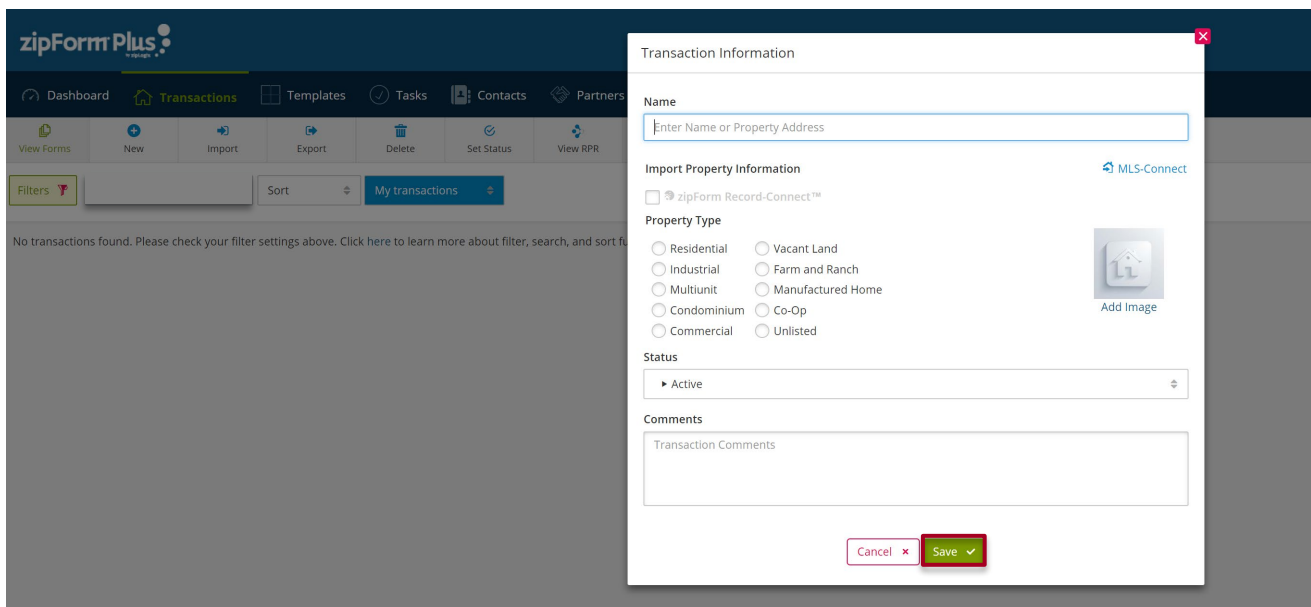 zipForm Plus
by zipLogix
Dashboard Transactions Templates Tasks Contacts Partners
View Forms New Import Export Delete Set Status View RPR
Filters Sort My transactions
No transactions found. Please check your filter settings above. Click here to learn more about filter, search, and sort fu
Transaction Information
Name
Enter Name or Property Address
Import Property Information MLS-Connect
zipForm Record-Connect™
Property Type
Residential Vacant Land
Industrial Farm and Ranch
Multiunit Manufactured Home
Condominium Co-Op
Commercial Unlisted
Add Image
Status
Active
Comments
Transaction Comments
Cancel Save